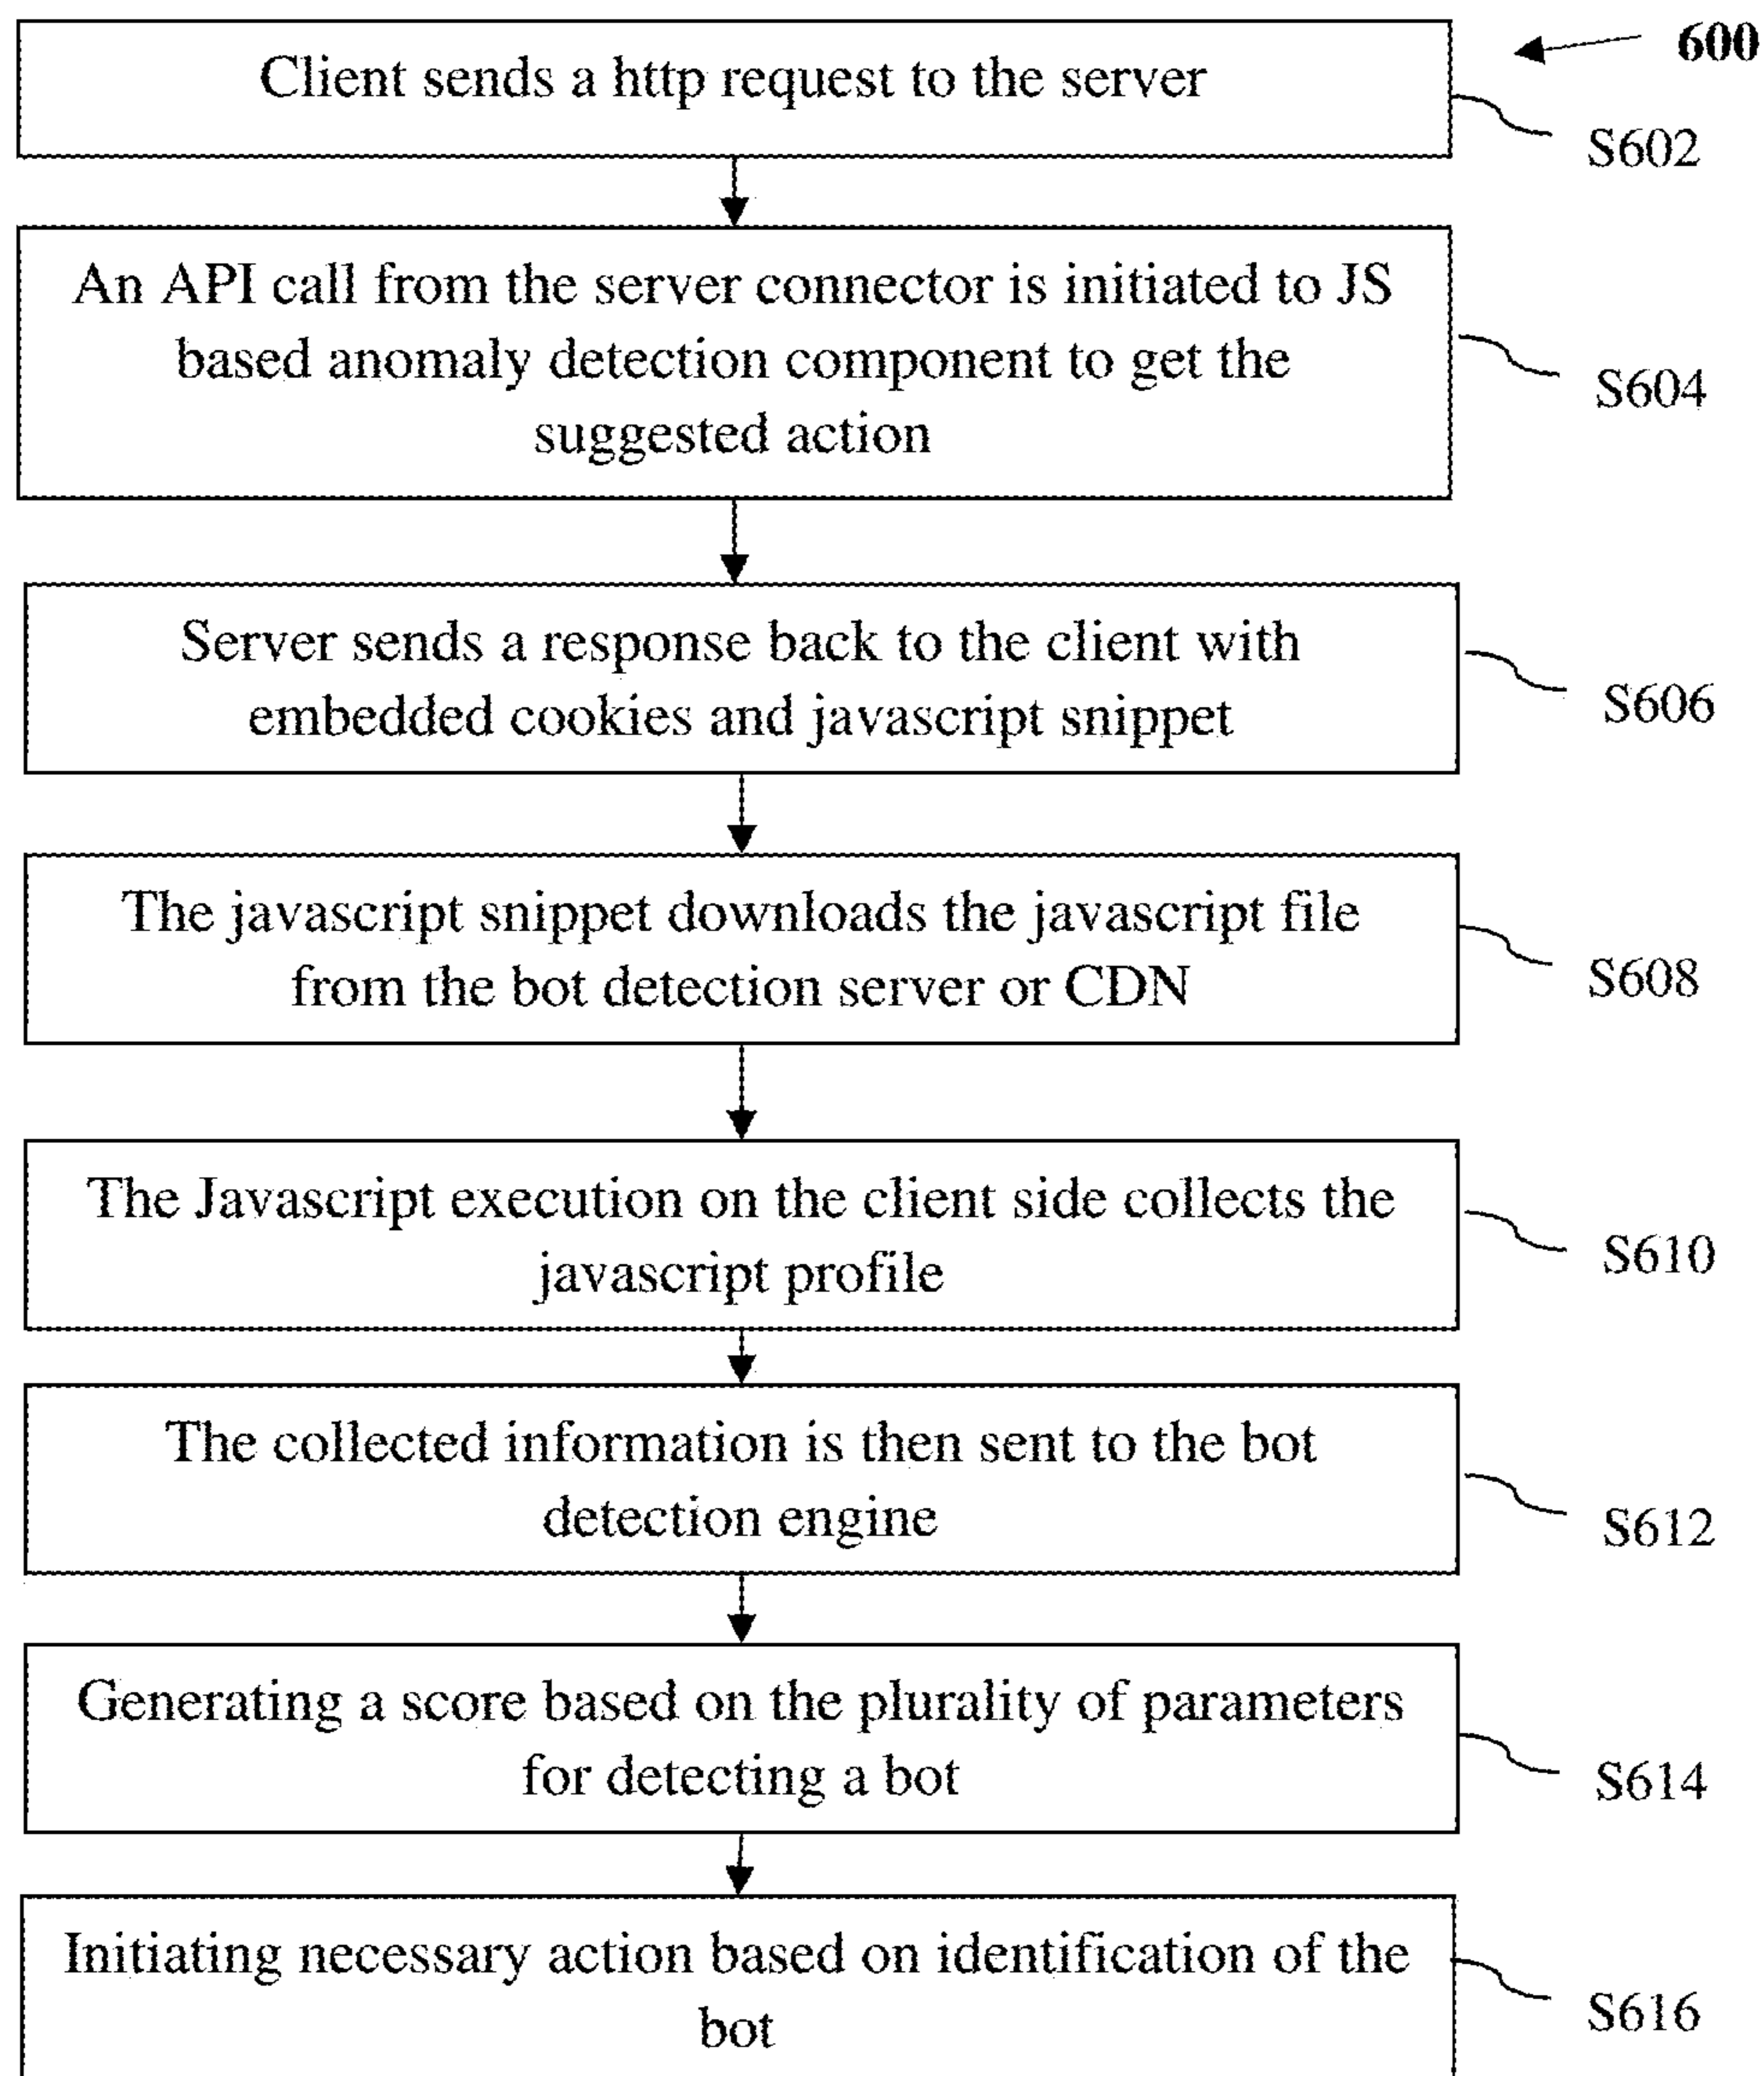 600
Client sends a http request to the server
S602
An API call from the server connector is initiated to JS
based anomaly detection component to get the
suggested action
S604
Server sends a response back to the client with
embedded cookies and javascript snippet
S606
The javascript snippet downloads the javascript file
from the bot detection server or CDN
S608
The Javascript execution on the client side collects the
javascript profile
S610
The collected information is then sent to the bot
detection engine
S612
Generating a score based on the plurality of parameters
for detecting a bot
S614
Initiating necessary action based on identification of the
bot
S616